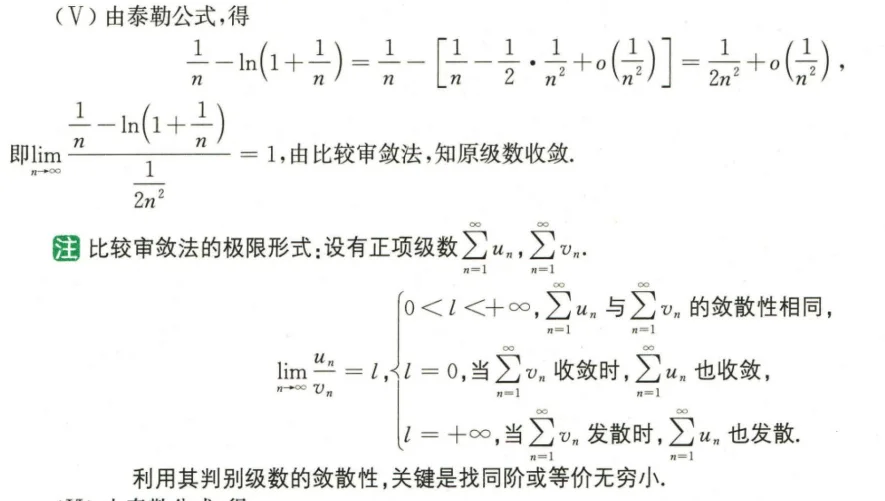 (Ⅴ)由泰勒公式,得
$\frac{1}{n}-\ln\left(1+\frac{1}{n}\right)=\frac{1}{n}-\left[\frac{1}{n}-\frac{1}{2}\cdot\frac{1}{n^2}+o\left(\frac{1}{n^2}\right)\right]=\frac{1}{2n^2}+o\left(\frac{1}{n^2}\right),$
即$\lim\limits_{n\to\infty}\frac{\frac{1}{n}-\ln\left(1+\frac{1}{n}\right)}{\frac{1}{2n^2}}=1$,由比较审敛法,知原级数收敛.
注 比较审敛法的极限形式:设有正项级数$\sum\limits_{n=1}^{\infty}u_n,\sum\limits_{n=1}^{\infty}v_n$.
$\lim\limits_{n\to\infty}\frac{u_n}{v_n}=l,\begin{cases}0<l<+\infty,\sum\limits_{n=1}^{\infty}u_n\text{与}\sum\limits_{n=1}^{\infty}v_n\text{的敛散性相同},\\l=0,\text{当}\sum\limits_{n=1}^{\infty}v_n\text{收敛时},\sum\limits_{n=1}^{\infty}u_n\text{也收敛},\\l=+\infty,\text{当}\sum\limits_{n=1}^{\infty}v_n\text{发散时},\sum\limits_{n=1}^{\infty}u_n\text{也发散}.\end{cases}$
利用其判别级数的敛散性,关键是找同阶或等价无穷小.